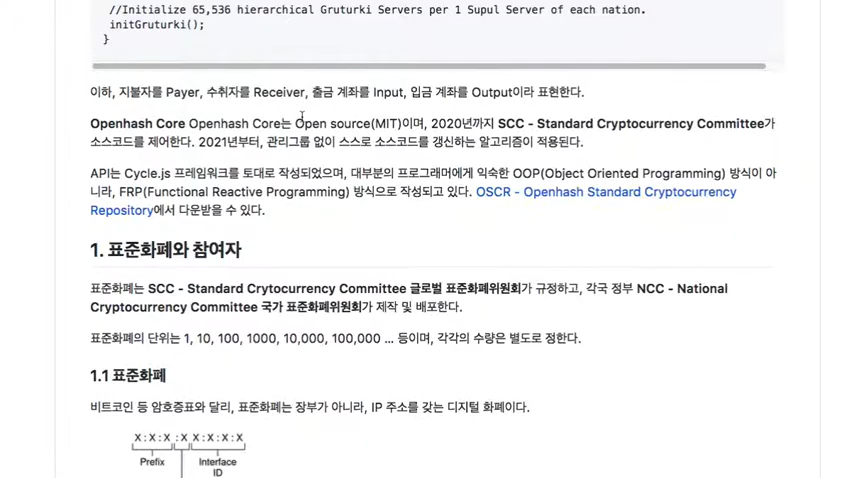 //Initialize 65,536 hierarchical Gruturki Servers per 1 Supul Server of each nation.
initGruturki();
}
이하, 지불자를 Payer, 수취자를 Receiver, 출금 계좌를 Input, 입금 계좌를 Output이라 표현한다.
Openhash Core Openhash Core는 Open source(MIT)이며, 2020년까지 SCC - Standard Cryptocurrency Committee가
소스코드를 제어한다. 2021년부터, 관리그룹 없이 스스로 소스코드를 갱신하는 알고리즘이 적용된다.
API는 Cycle.js 프레임워크를 토대로 작성되었으며, 대부분의 프로그래머에게 익숙한 OOP(Object Oriented Programming) 방식이 아
니라, FRP(Functional Reactive Programming) 방식으로 작성되고 있다. OSCR - Openhash Standard Cryptocurrency
Repository에서 다운받을 수 있다.
1. 표준화폐와 참여자
표준화폐는 SCC - Standard Crytocurrency Committee 글로벌 표준화폐위원회가 규정하고, 각국 정부 NCC - National
Cryptocurrency Committee 국가 표준화폐위원회가 제작 및 배포한다.
표준화폐의 단위는 1, 10, 100, 1000, 10,000, 100,000 ... 등이며, 각각의 수량은 별도로 정한다.
1.1 표준화폐
비트코인 등 암호증표와 달리, 표준화폐는 장부가 아니라, IP 주소를 갖는 디지털 화폐이다.
X : X : X : X X : X : X : X
Prefix Interface
ID